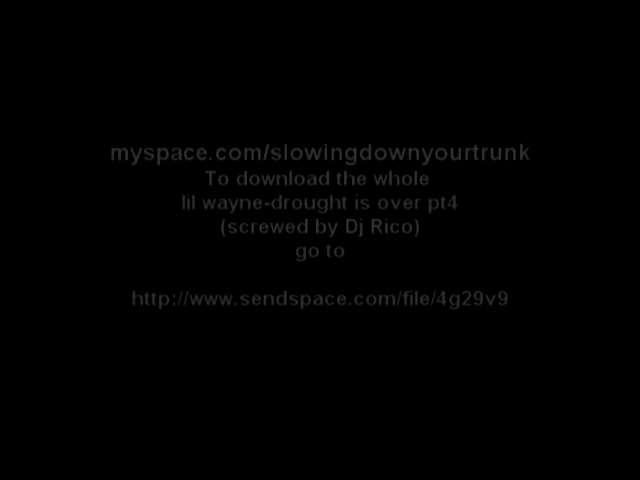 myspace.com/slowingdownyourtrunk
To download the whole
lil wayne-drought is over pt4
(screwed by Dj Rico)
go to
http://www.sendspace.com/file/4g29v9